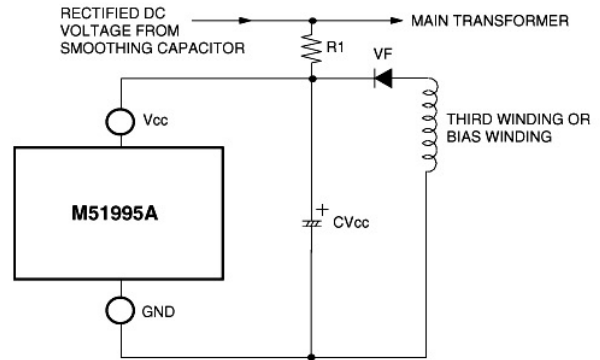 RECTIFIED DC
VOLTAGE FROM
SMOOTHING CAPACITOR
MAIN TRANSFORMER
R1
VF
THIRD WINDING OR
BIAS WINDING
Vcc
M51995A
+
CVcc
GND